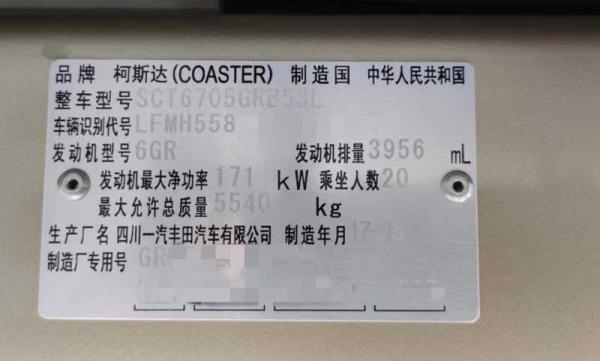 品牌 柯斯达(COASTER) 制造国 中华人民共和国
整车型号 SCT6705GRB53L
车辆识别代号 LFMH558
发动机型号 6GR 发动机排量 3956 mL
发动机最大净功率 171 kW 乘坐人数 20
最大允许总质量 5540 kg
生产厂名 四川一汽丰田汽车有限公司 制造年月
制造厂专用号 GR